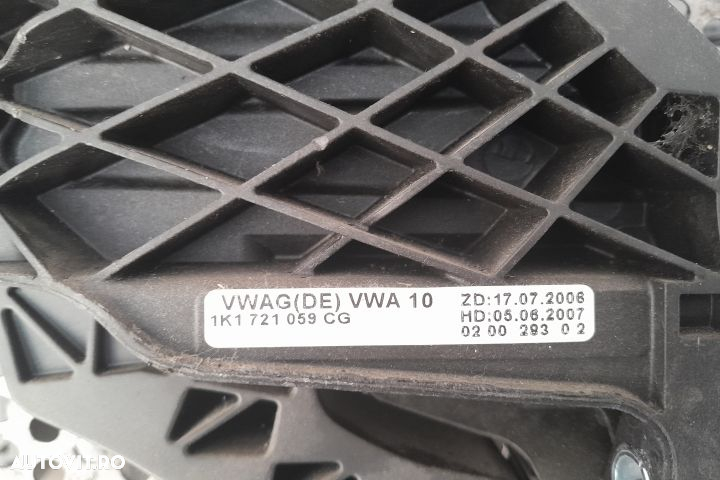 VWAG(DE) VWA 10 ZD:17.07.2006
1K1 721 059 CG HD:05.06.2007
02 00 293 0 2
AUTOVIT.RO